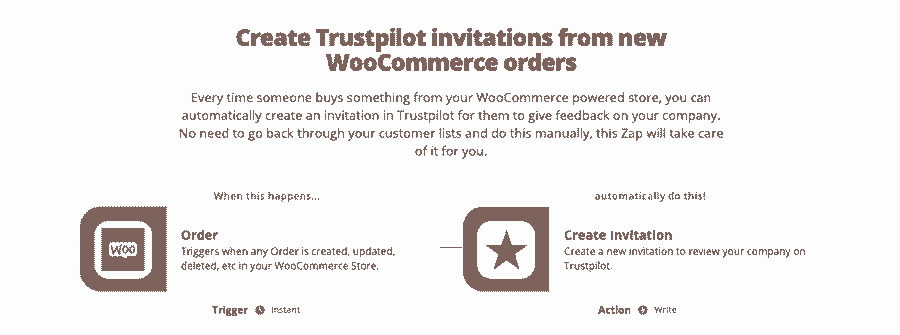 Create Trustpilot invitations from new
WooCommerce orders
Every time someone buys something from your WooCommerce powered store, you can
automatically create an invitation in Trustpilot for them to give feedback on your company.
No need to go back through your customer lists and do this manually, this Zap will take care
of it for you.
When this happens...
automatically do this!
Woo
Order
Triggers when any Order is created, updated,
deleted, etc in your WooCommerce Store.
Create Invitation
Create a new invitation to review your company on
Trustpilot.
Trigger Instant
Action Write